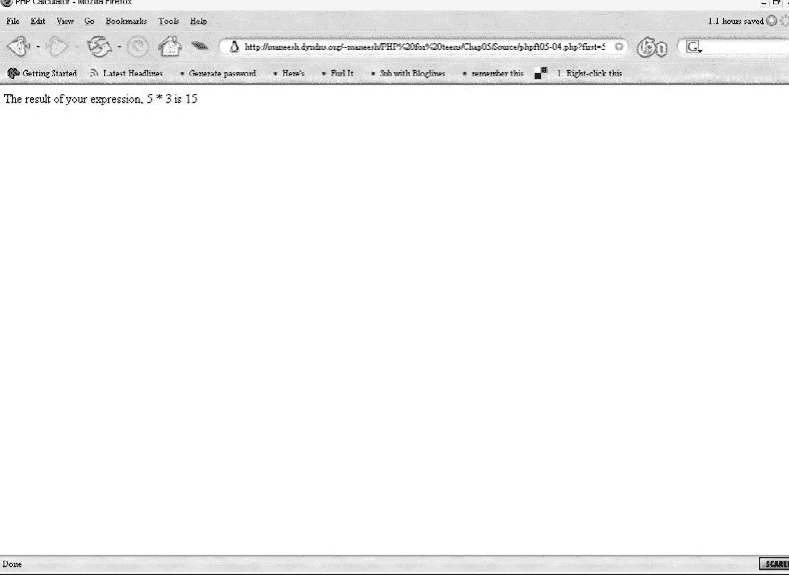 PHP Calculator - Mozilla Firefox
File Edit View Go Bookmarks Tools Help 1.1 hours saved
http://maneesh.dyndns.org/~maneesh/PHP%20for%20teens/Chap05/Source/phpft05-04.php?first=5 G
Getting Started Latest Headlines Generate password Here's Furl It Sub with Bloglines remember this 1. Right-click this
The result of your expression, 5 * 3 is 15
Done